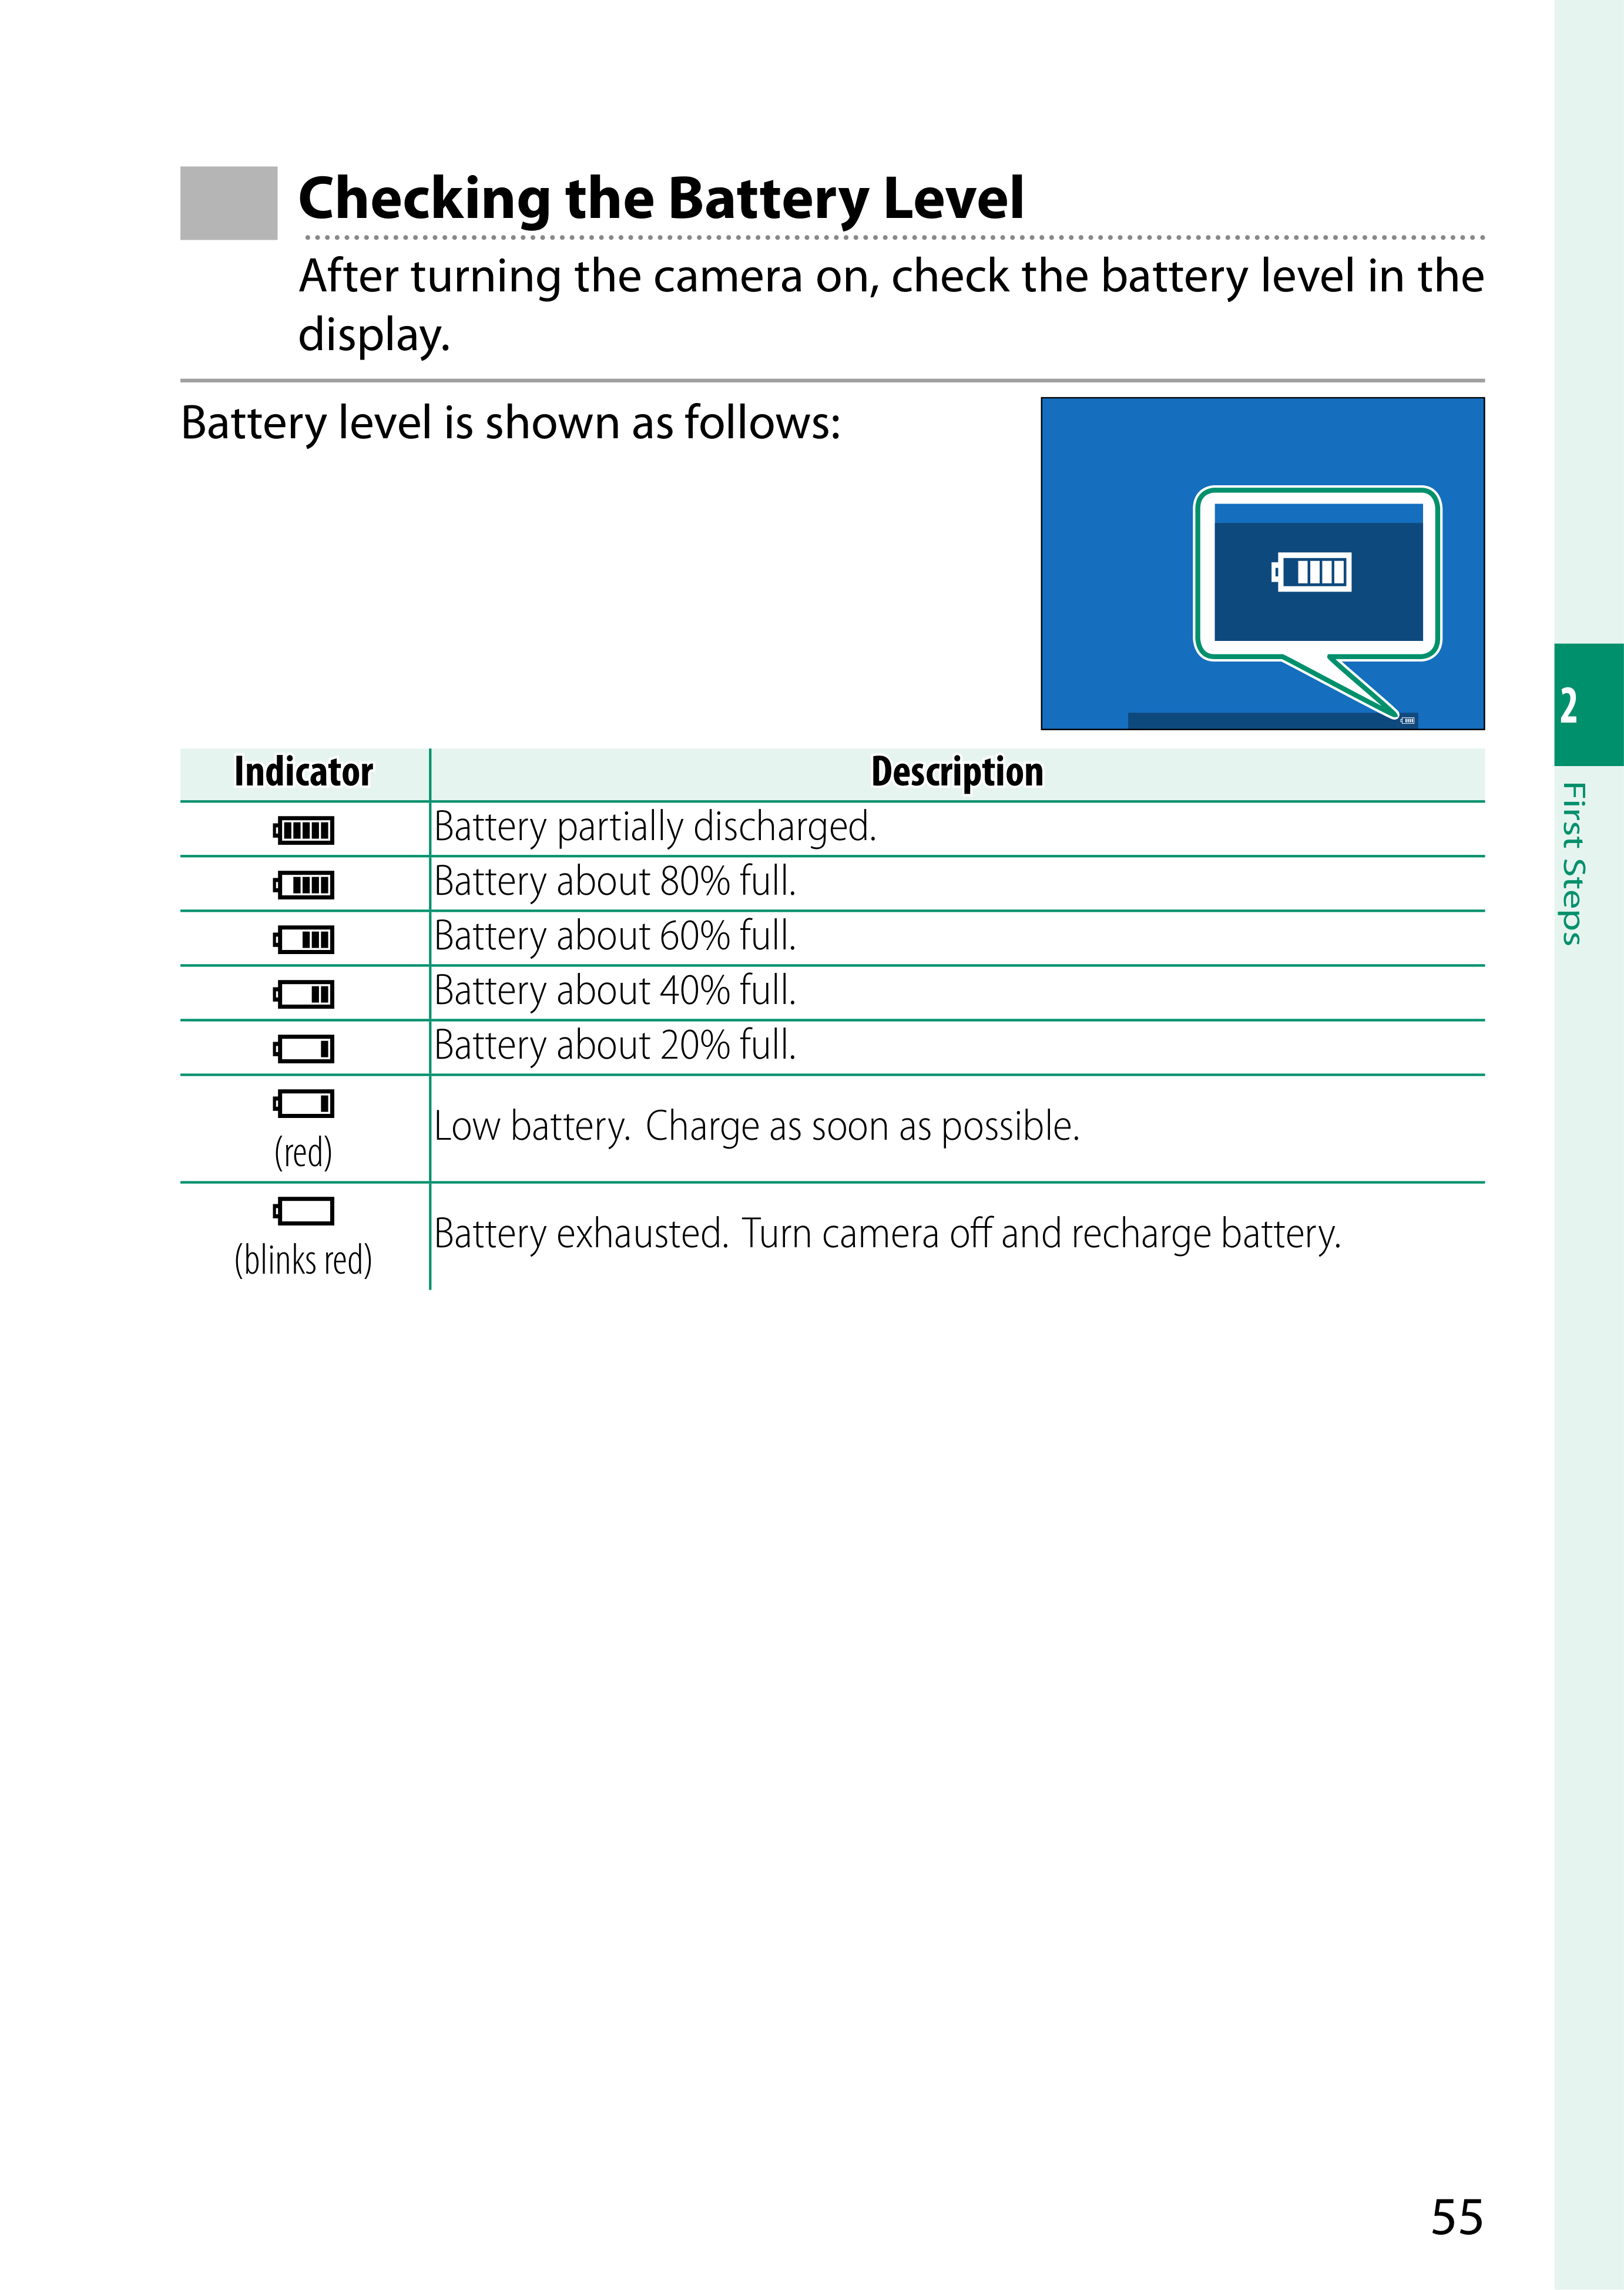 Checking the Battery Level
After turning the camera on, check the battery level in the
display.
Battery level is shown as follows:
Indicator Description
Battery partially discharged.
Battery about 80% full.
Battery about 60% full.
Battery about 40% full.
Battery about 20% full.
(red) Low battery. Charge as soon as possible.
(blinks red) Battery exhausted. Turn camera off and recharge battery.
2
First Steps
55